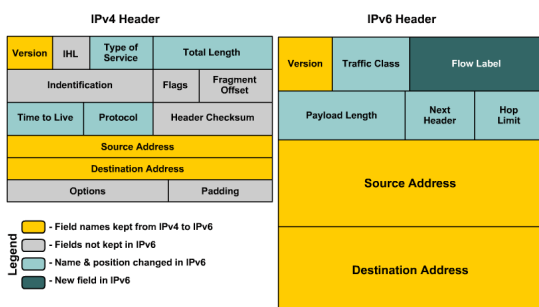 IPv4 Header
Version IHL Type of Service Total Length
Indentification Flags Fragment Offset
Time to Live Protocol Header Checksum
Source Address
Destination Address
Options Padding
Legend
- Field names kept from IPv4 to IPv6
- Fields not kept in IPv6
- Name & position changed in IPv6
- New field in IPv6
IPv6 Header
Version Traffic Class Flow Label
Payload Length Next Header Hop Limit
Source Address
Destination Address